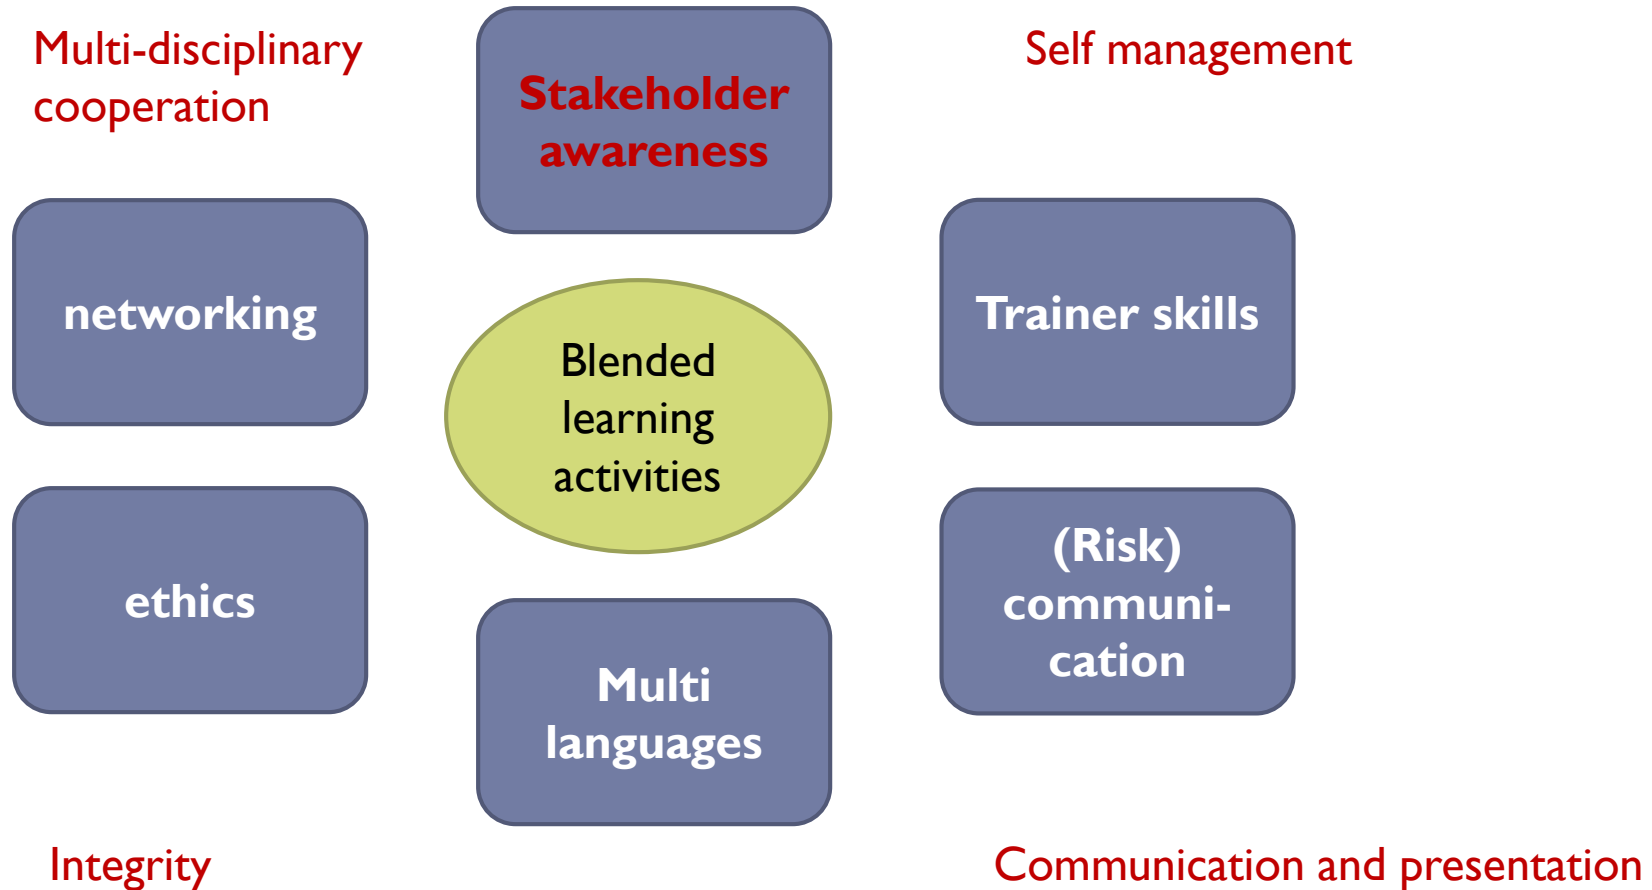 Multi-disciplinary
cooperation
Stakeholder
awareness
Self management
networking
Trainer skills
Blended
learning
activities
ethics
(Risk)
communi-
cation
Multi
languages
Integrity
Communication and presentation